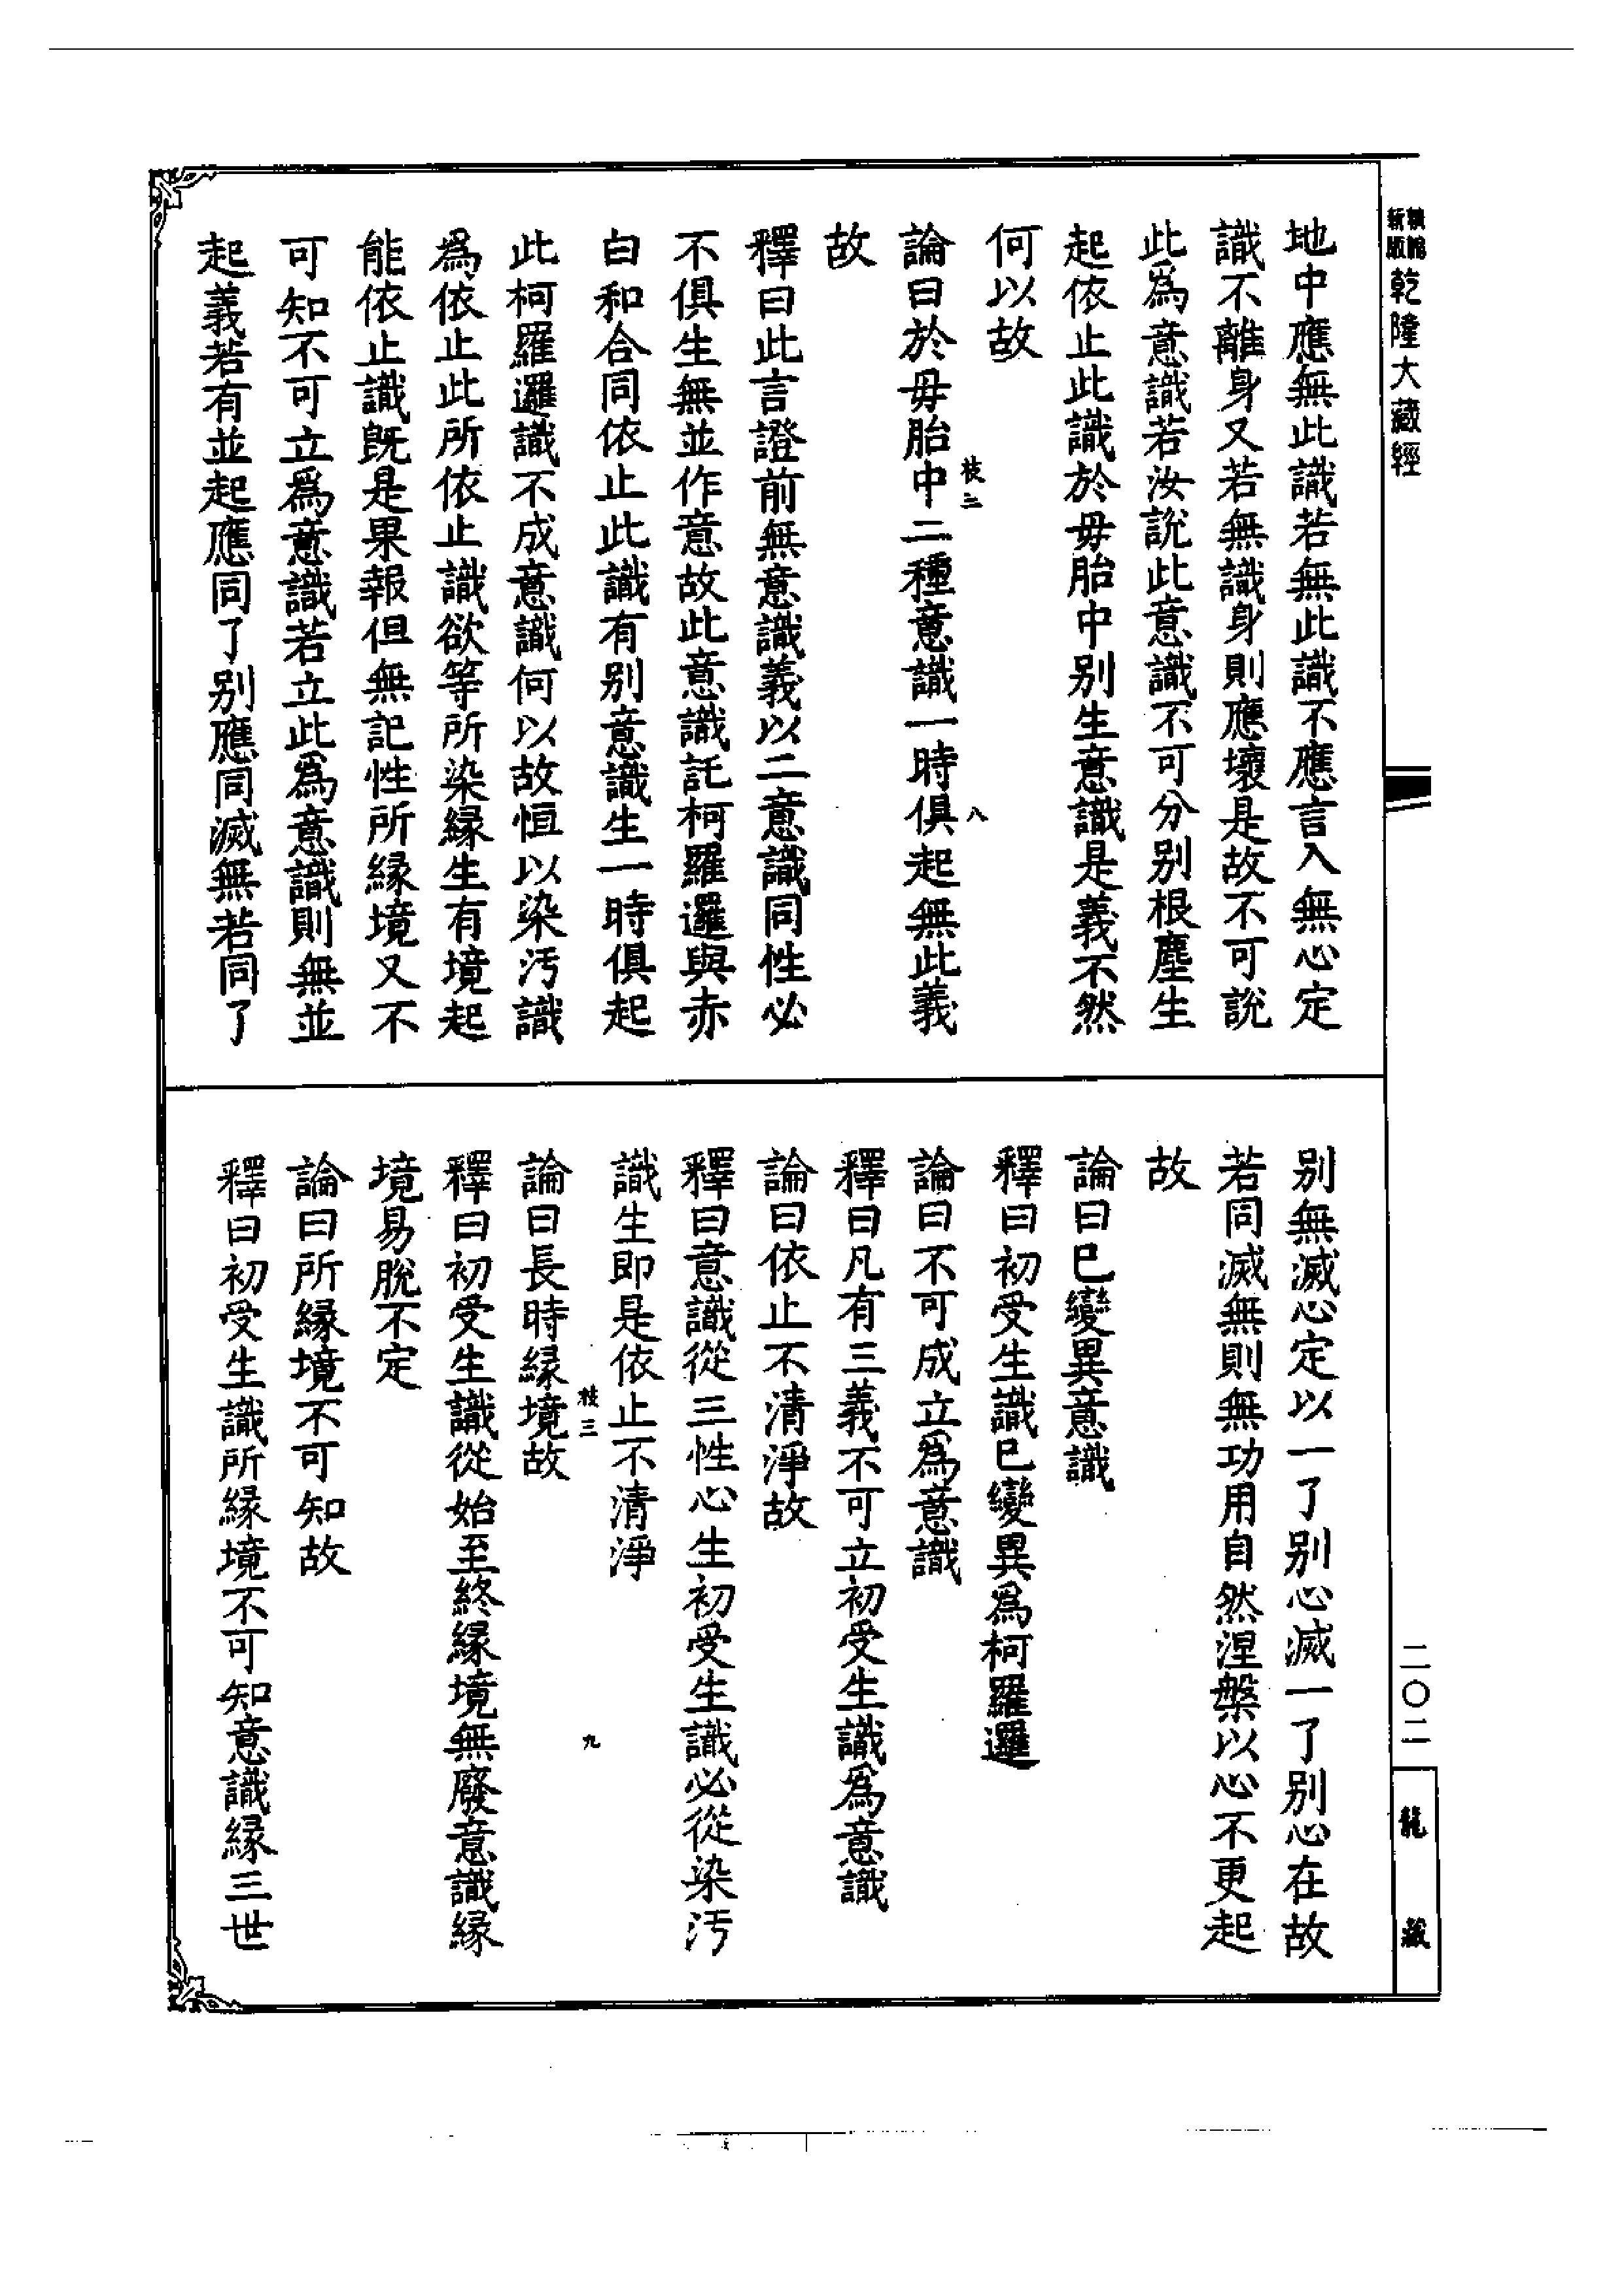 精編
新版
乾隆大藏經
地中應無此識若無此識不應言入無心定
識不離身又若無識身則應壞是故不可說
此爲意識若汝說此意識不可分別根塵生
起依止此識於毋胎中別生意識是義不然
何以故
論曰於毋胎中二種意識一時俱起無此義
故
釋曰此言證前無意識義以二意識同性必
不俱生無並作意故此意識託柯羅邏與赤
白和合同依止此識有別意識生一時俱起
此柯羅邏識不成意識何以故恒以染汚識
爲依止此所依止識欲等所染緣生有境起
能依止識旣是果報但無記性所緣境又不
可知不可立爲意識若立此爲意識則無並
起義若有並起應同了別應同滅無若同了
別無滅心定以一了別心滅一了別心在故
若同滅無則無功用自然涅槃以心不更起
故
論曰巳變異意識
釋曰初受生識巳變異爲柯羅邏
論曰不可成立爲意識
釋曰凡有三義不可立初受生識爲意識
論曰依止不清淨故
釋曰意識從三性心生初受生識必從染汚
識生即是依止不清淨
論曰長時緣境故
釋曰初受生識從始至終緣境無廢意識緣
境易脫不定
論曰所緣境不可知故
釋曰初受生識所緣境不可知意識緣三世
八
三
九
二〇二
龍藏